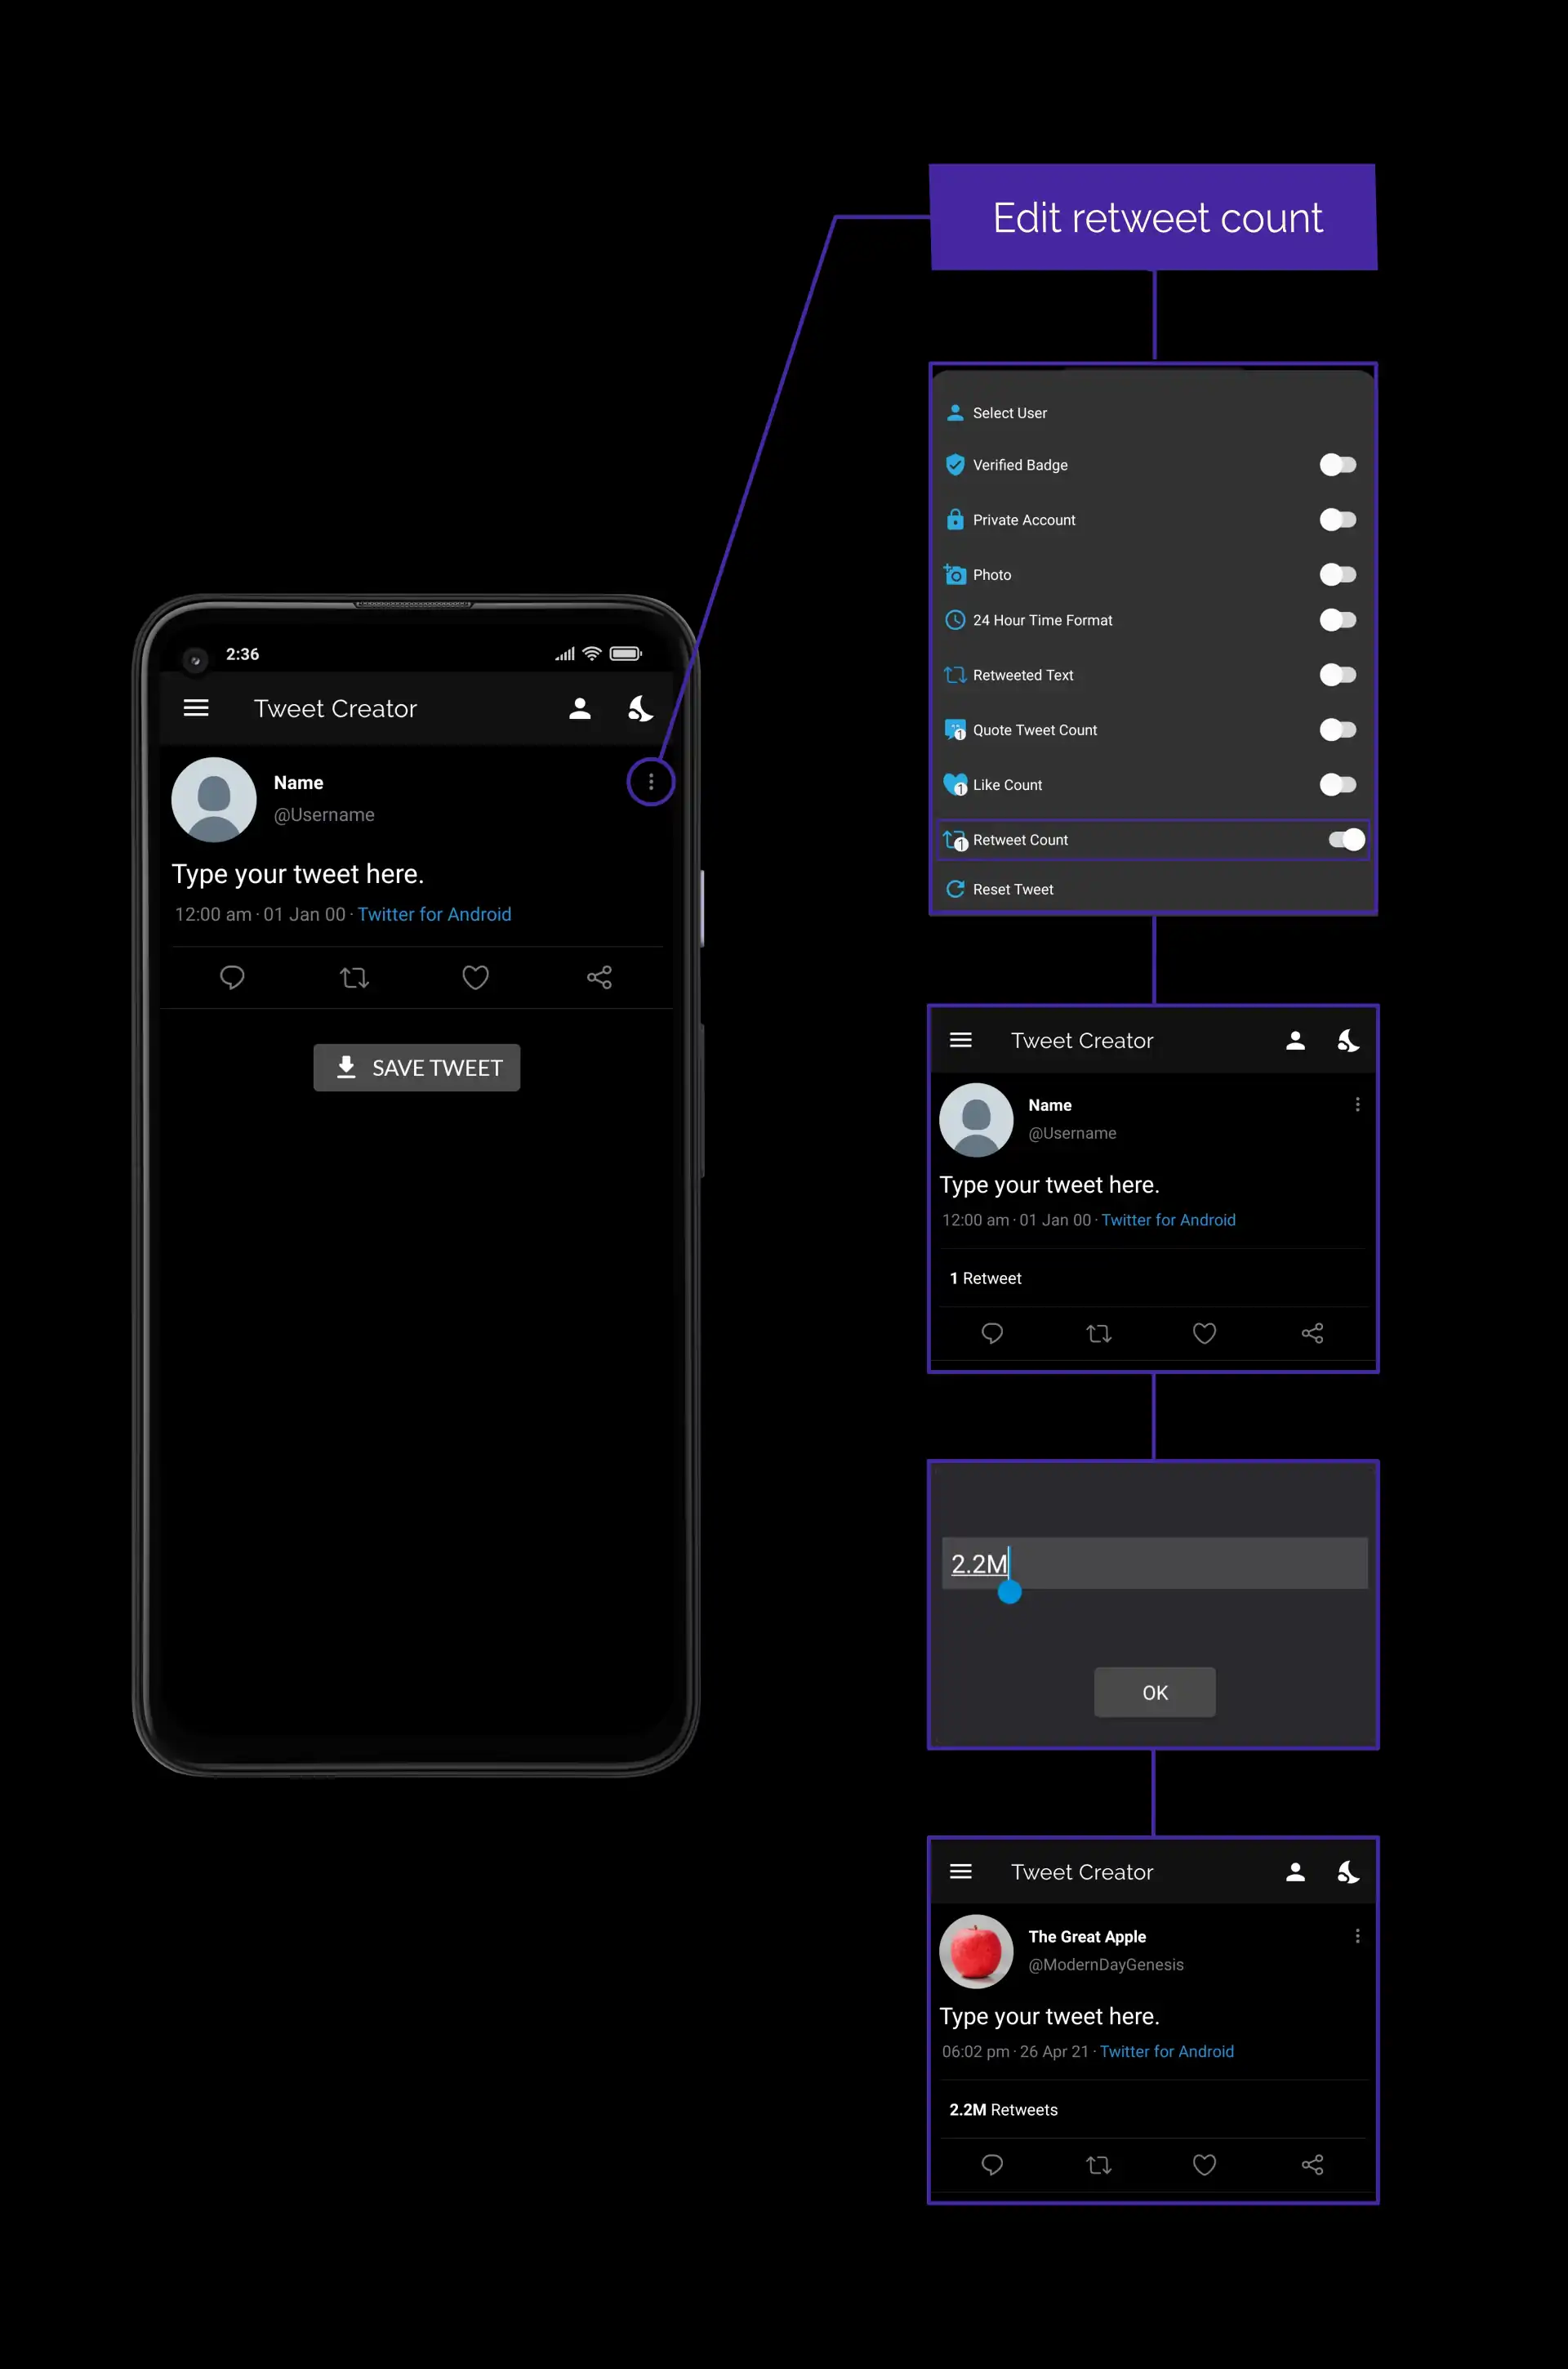 Edit retweet count
2:36
Tweet Creator
Name
@Username
Type your tweet here.
12:00 am · 01 Jan 00 · Twitter for Android
SAVE TWEET
Select User
Verified Badge
Private Account
Photo
24 Hour Time Format
Retweeted Text
1 Quote Tweet Count
1 Like Count
1 Retweet Count
Reset Tweet
Tweet Creator
Name
@Username
Type your tweet here.
12:00 am · 01 Jan 00 · Twitter for Android
1 Retweet
2.2M
OK
Tweet Creator
The Great Apple
@ModernDayGenesis
Type your tweet here.
06:02 pm · 26 Apr 21 · Twitter for Android
2.2M Retweets